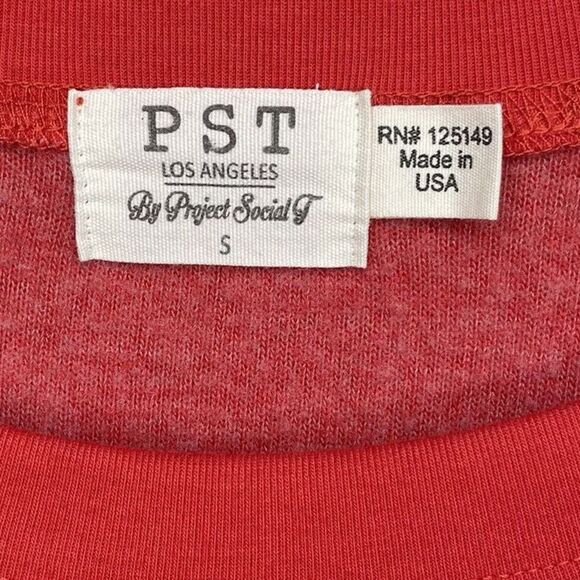 PST
LOS ANGELES
By Project Social T
S
RN# 125149
Made in
USA